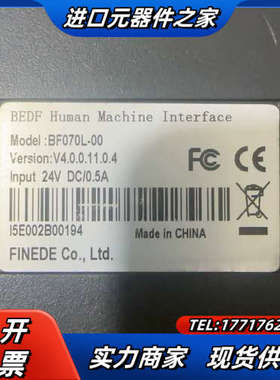 进口元器件之家
BEDF Human Machine Interface
Model: BF070L-00
Version:V4.0.0.11.0.4
Input 24V DC/0.5A
FC CE
I5E002B00194
Made in CHINA
FINEDE Co., Ltd.
可开票
TEL:1771762
实力商家 现货供